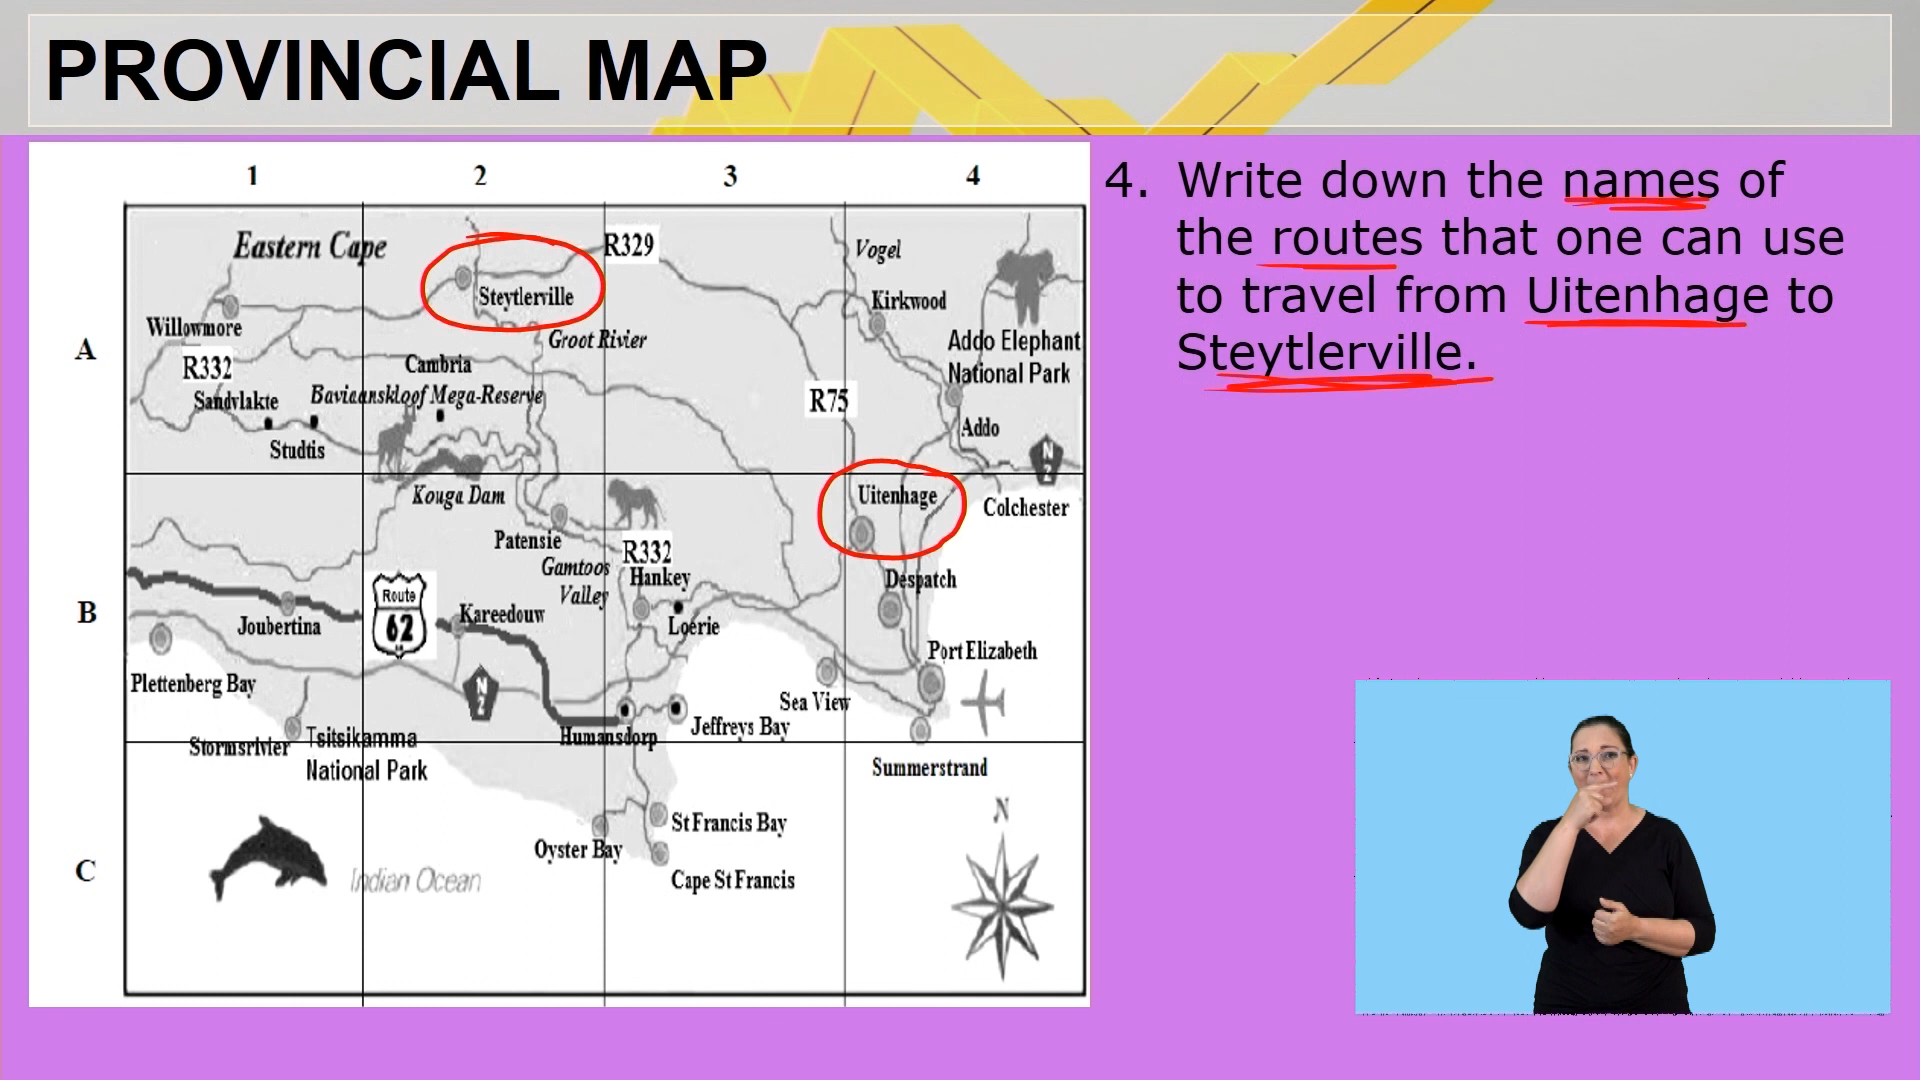 PROVINCIAL MAP
1 2 3 4
A
B
C
Eastern Cape
R329
Vogel
Steytlerville
Kirkwood
Willowmore
Groot Rivier
Addo Elephant
National Park
R332
Cambria
Sandvlakte
Baviaanskloof Mega-Reserve
R75
Addo
Studtis
N
2
Kouga Dam
Uitenhage
Colchester
Patensie
R332
Gamtoos
Valley
Hankey
Despatch
Route
62
Joubertina
Kareedouw
Loerie
Port Elizabeth
Plettenberg Bay
N
2
Sea View
Jeffreys Bay
Humansdorp
Stormsrivier
Tsitsikamma
National Park
Summerstrand
St Francis Bay
Oyster Bay
Cape St Francis
Indian Ocean
N
4. Write down the names of
the routes that one can use
to travel from Uitenhage to
Steytlerville.